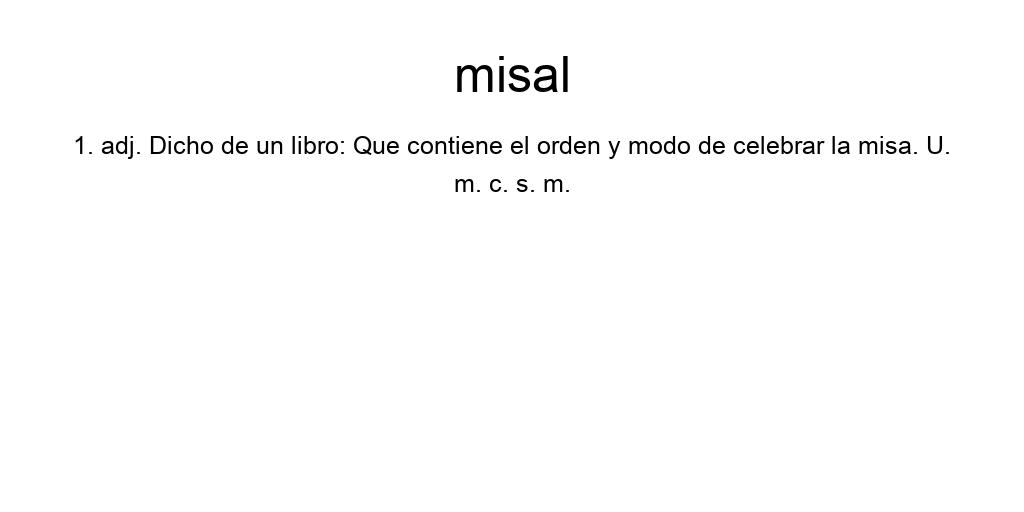 misal
1. adj. Dicho de un libro: Que contiene el orden y modo de celebrar la misa. U.
m. c. s. m.